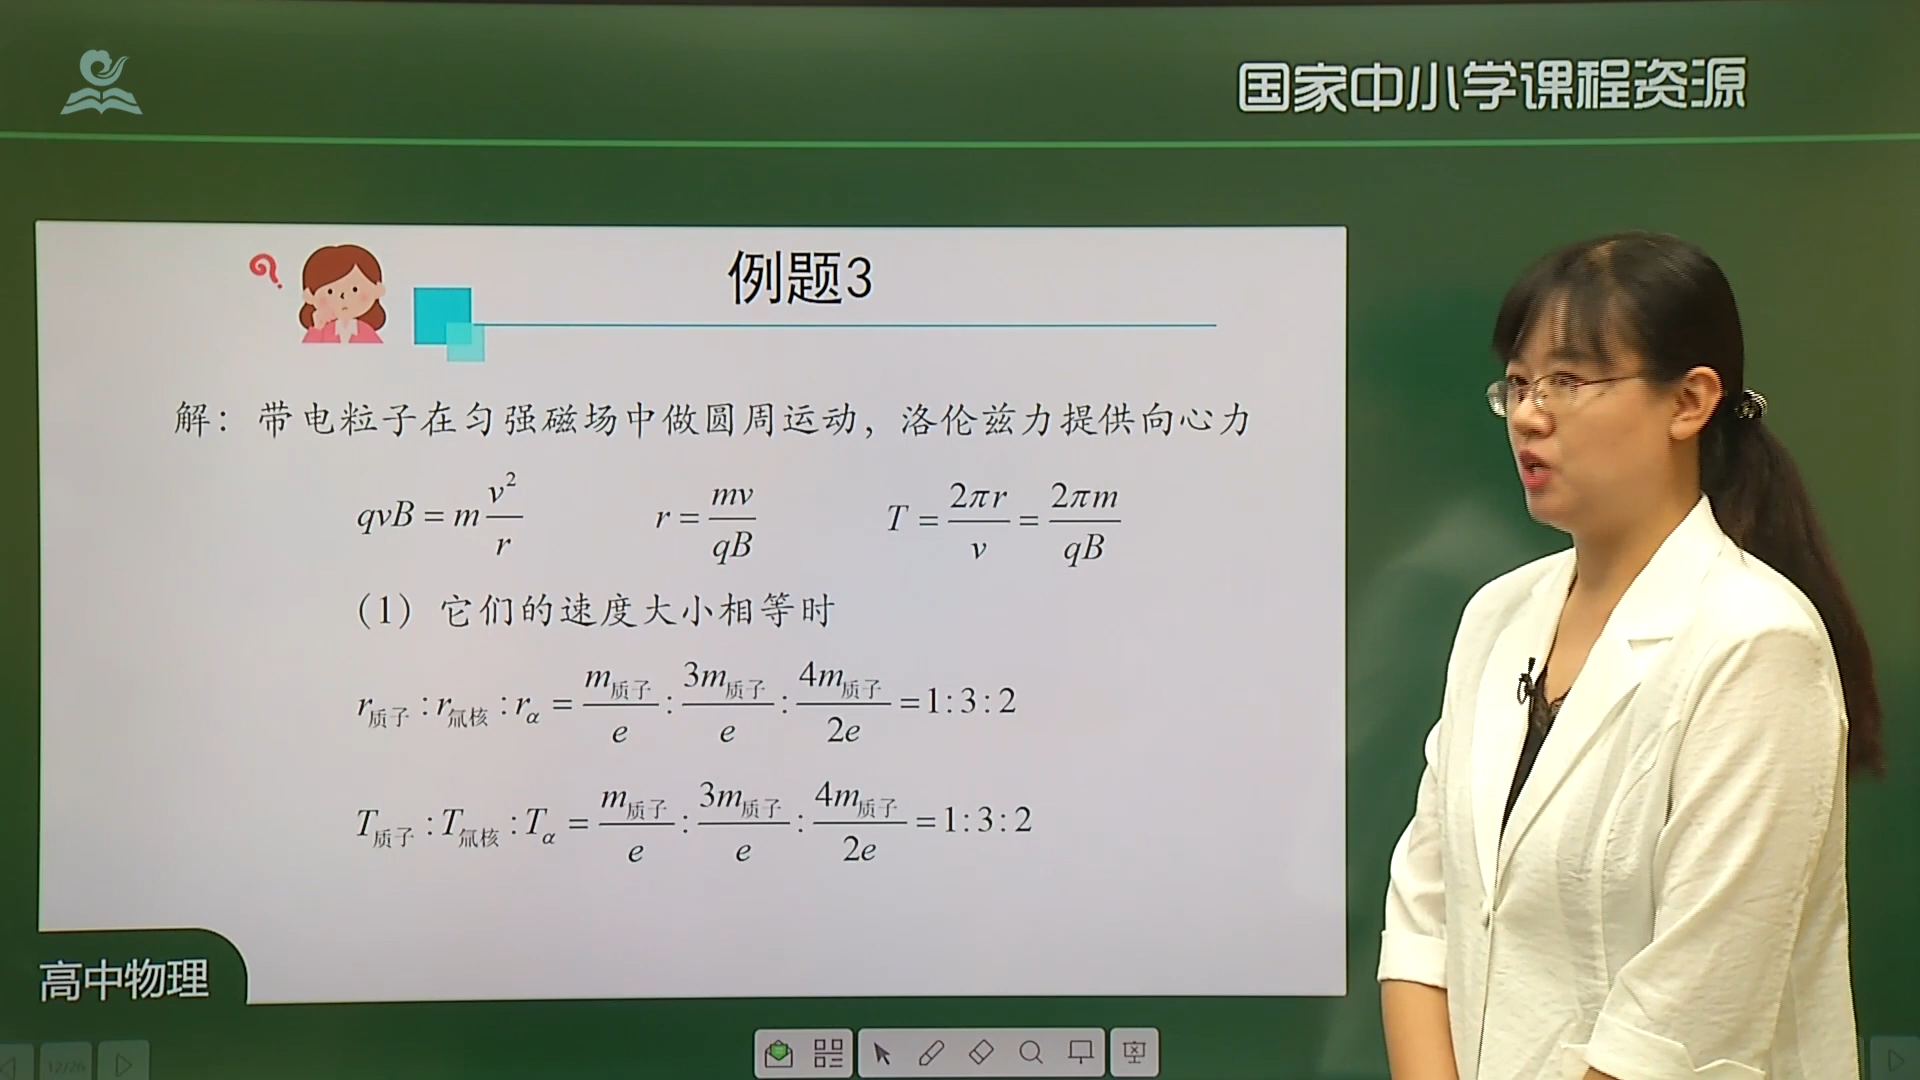 国家中小学课程资源
例题3
解：带电粒子在匀强磁场中做圆周运动，洛伦兹力提供向心力
qvB = m v²/r    r = mv/qB    T = 2πr/v = 2πm/qB
（1）它们的速度大小相等时
r质子 : r氚核 : rα = m质子/e : 3m质子/e : 4m质子/2e = 1:3:2
T质子 : T氚核 : Tα = m质子/e : 3m质子/e : 4m质子/2e = 1:3:2
高中物理
12/26